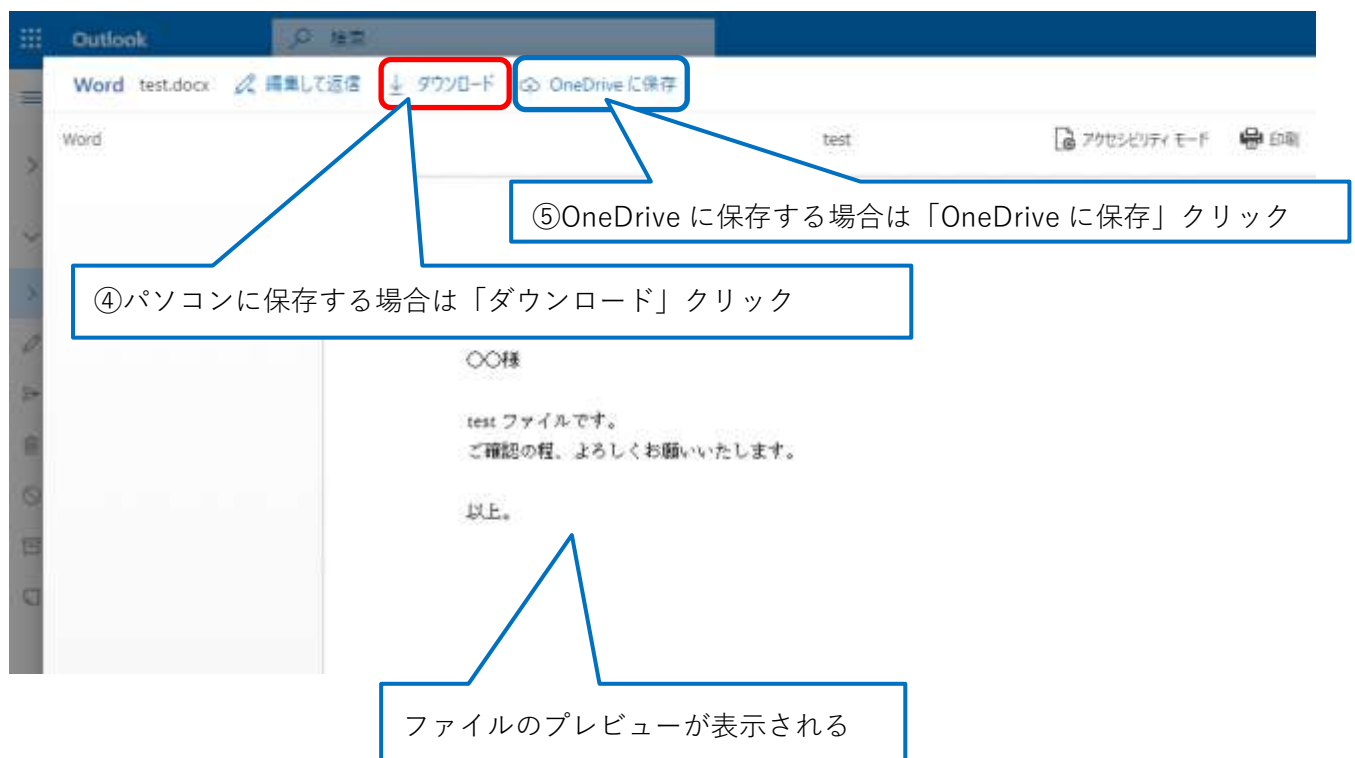 Outlook
検索
Word test.docx 編集して返信 ダウンロード OneDrive に保存
Word test アクセシビリティ モード 印刷
⑤OneDrive に保存する場合は「OneDrive に保存」クリック
④パソコンに保存する場合は「ダウンロード」クリック
〇〇様
test ファイルです。
ご確認の程、よろしくお願いいたします。
以上。
ファイルのプレビューが表示される